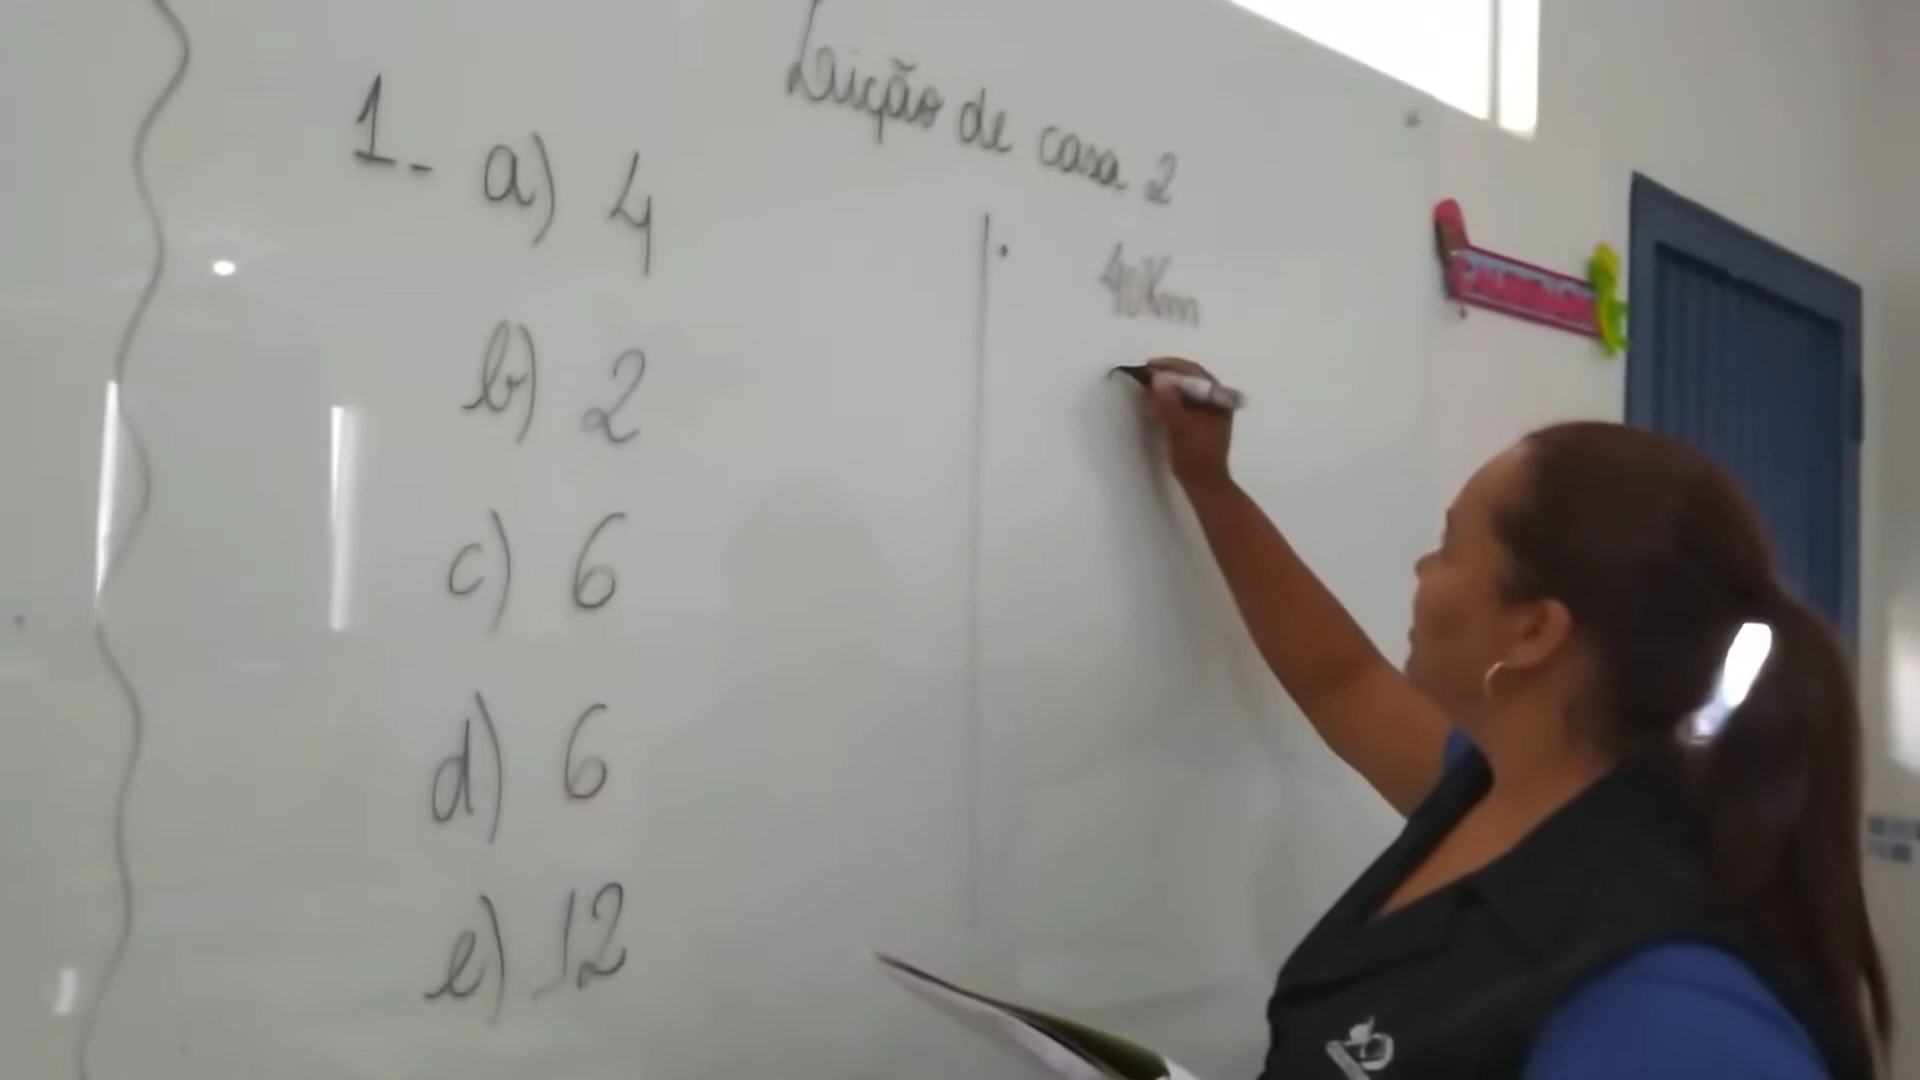 Lição de casa 2
1- a) 4
b) 2
c) 6
d) 6
e) 12
40Km